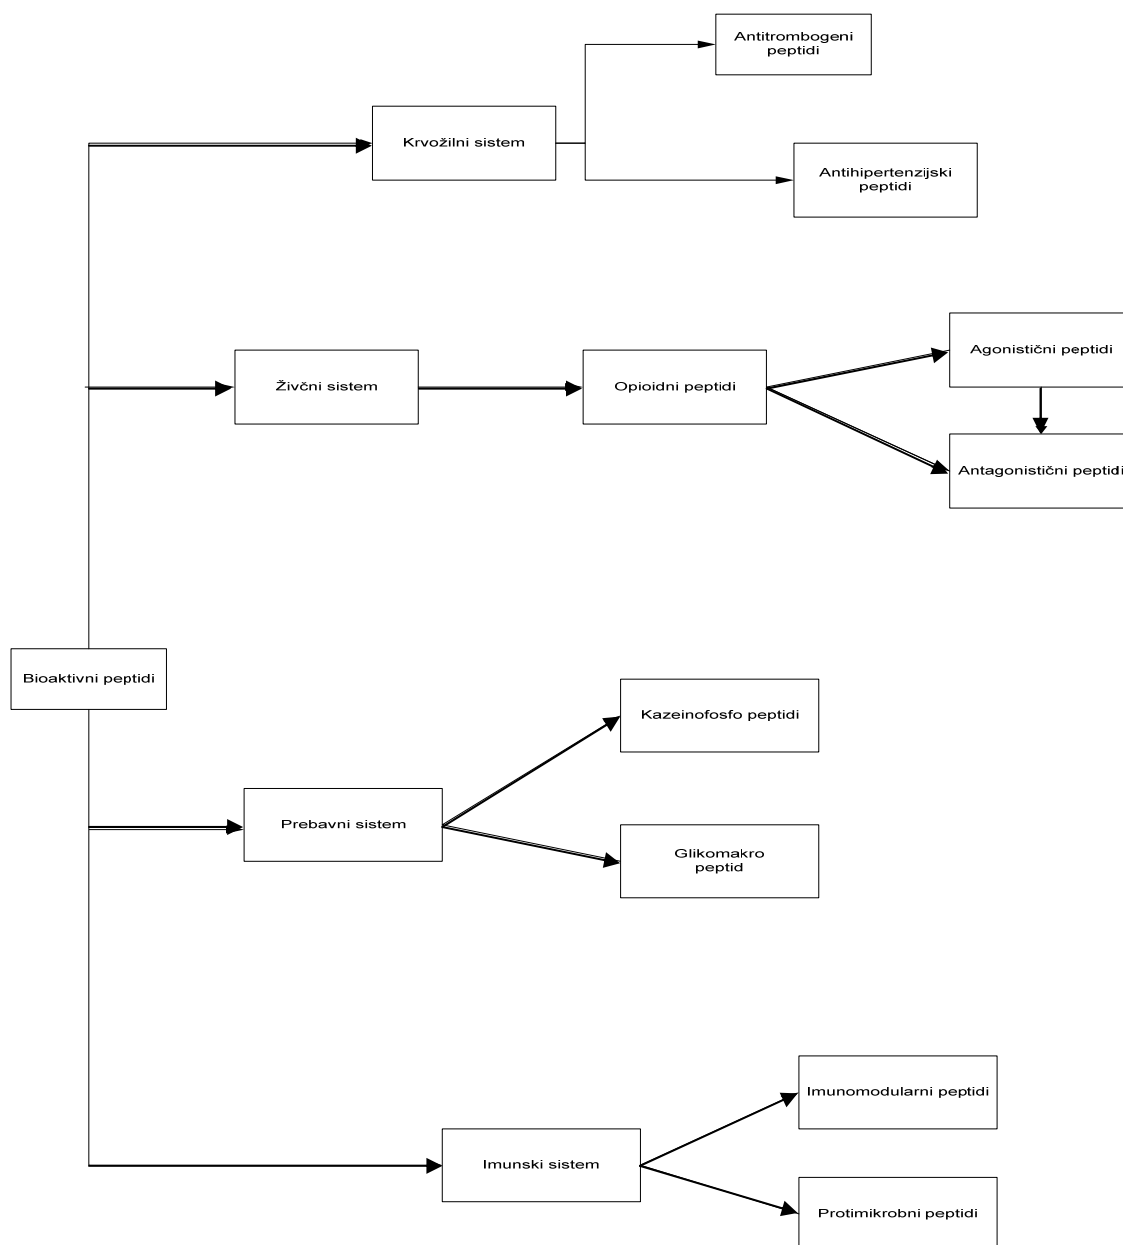 Antitrombogeni
peptidi
Krvožilni sistem
Antihipertenzijski
peptidi
Živčni sistem
Opioidni peptidi
Agonistični peptidi
Antagonistični peptidi
Bioaktivni peptidi
Kazeinofosfo peptidi
Prebavni sistem
Glikomakro
peptid
Imunomodularni peptidi
Imunski sistem
Protimikrobni peptidi